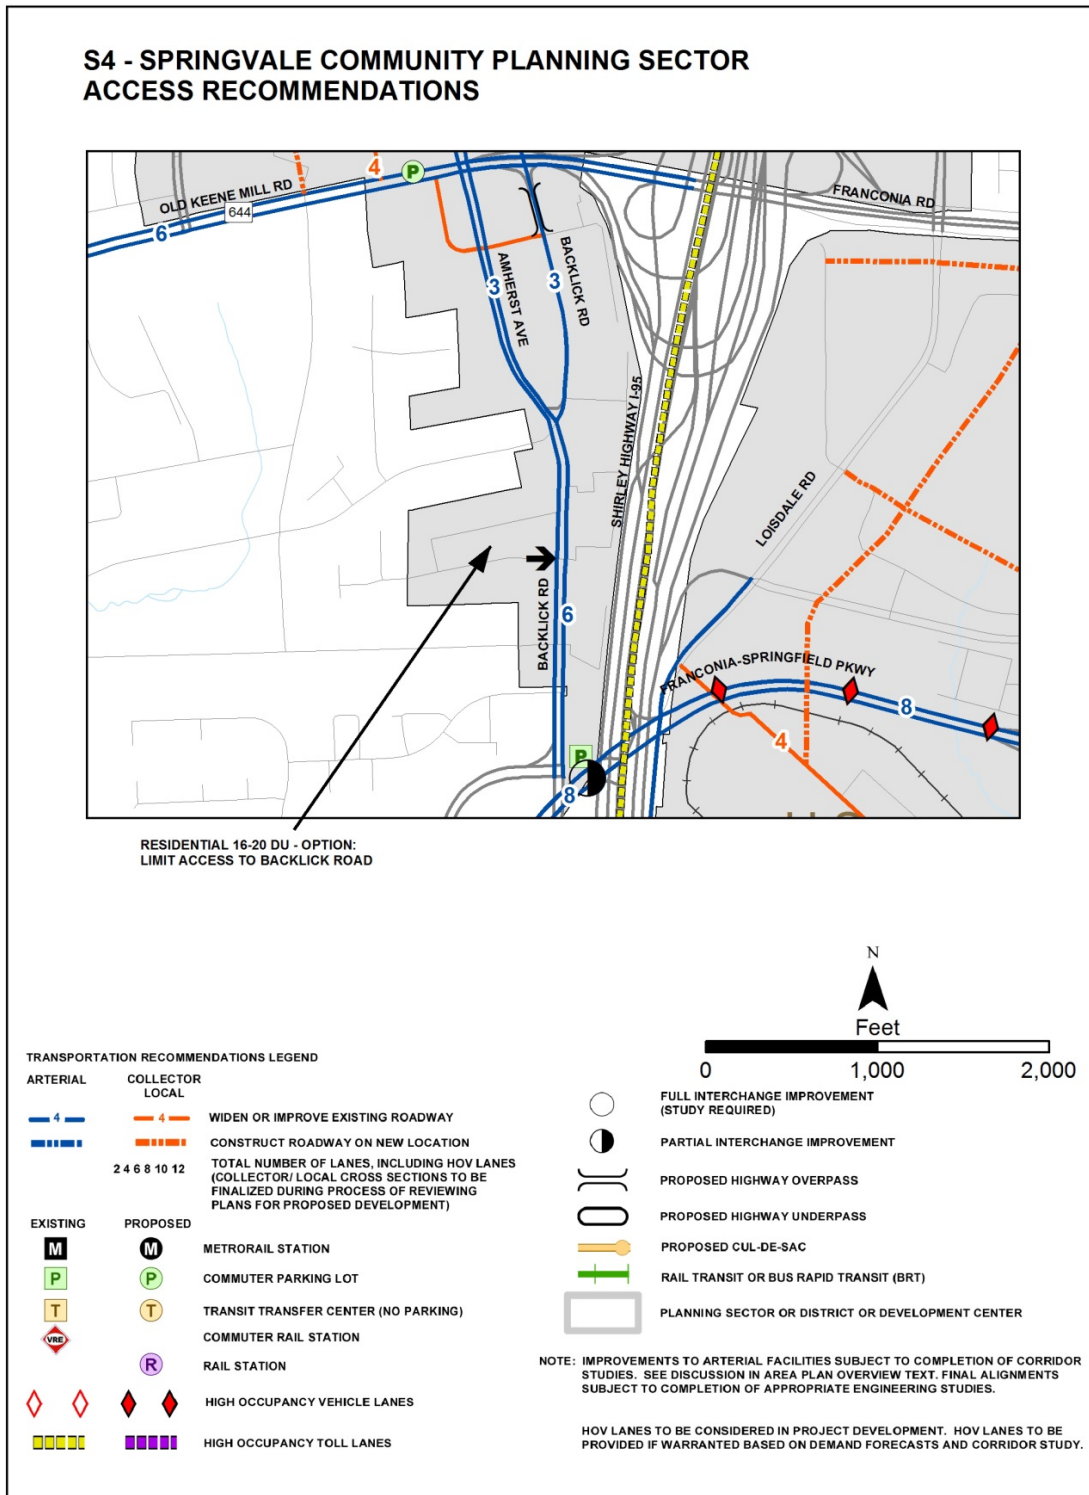 S4 - SPRINGVALE COMMUNITY PLANNING SECTOR
ACCESS RECOMMENDATIONS
4
P
OLD KEENE MILL RD
644
6
FRANCONIA RD
BACKLICK RD
AMHERST AVE
3
3
SHIRLEY HIGHWAY I-95
LOISDALE RD
BACKLICK RD
6
FRANCONIA-SPRINGFIELD PKWY
8
4
P
8
RESIDENTIAL 16-20 DU - OPTION:
LIMIT ACCESS TO BACKLICK ROAD
N
Feet
0 1,000 2,000
TRANSPORTATION RECOMMENDATIONS LEGEND
ARTERIAL
COLLECTOR
LOCAL
4 4 WIDEN OR IMPROVE EXISTING ROADWAY
CONSTRUCT ROADWAY ON NEW LOCATION
2 4 6 8 10 12 TOTAL NUMBER OF LANES, INCLUDING HOV LANES
(COLLECTOR/ LOCAL CROSS SECTIONS TO BE
FINALIZED DURING PROCESS OF REVIEWING
PLANS FOR PROPOSED DEVELOPMENT)
EXISTING PROPOSED
M M METRORAIL STATION
P P COMMUTER PARKING LOT
T T TRANSIT TRANSFER CENTER (NO PARKING)
VRE COMMUTER RAIL STATION
R RAIL STATION
HIGH OCCUPANCY VEHICLE LANES
HIGH OCCUPANCY TOLL LANES
FULL INTERCHANGE IMPROVEMENT
(STUDY REQUIRED)
PARTIAL INTERCHANGE IMPROVEMENT
PROPOSED HIGHWAY OVERPASS
PROPOSED HIGHWAY UNDERPASS
PROPOSED CUL-DE-SAC
RAIL TRANSIT OR BUS RAPID TRANSIT (BRT)
PLANNING SECTOR OR DISTRICT OR DEVELOPMENT CENTER
NOTE: IMPROVEMENTS TO ARTERIAL FACILITIES SUBJECT TO COMPLETION OF CORRIDOR
STUDIES. SEE DISCUSSION IN AREA PLAN OVERVIEW TEXT. FINAL ALIGNMENTS
SUBJECT TO COMPLETION OF APPROPRIATE ENGINEERING STUDIES.
HOV LANES TO BE CONSIDERED IN PROJECT DEVELOPMENT. HOV LANES TO BE
PROVIDED IF WARRANTED BASED ON DEMAND FORECASTS AND CORRIDOR STUDY.